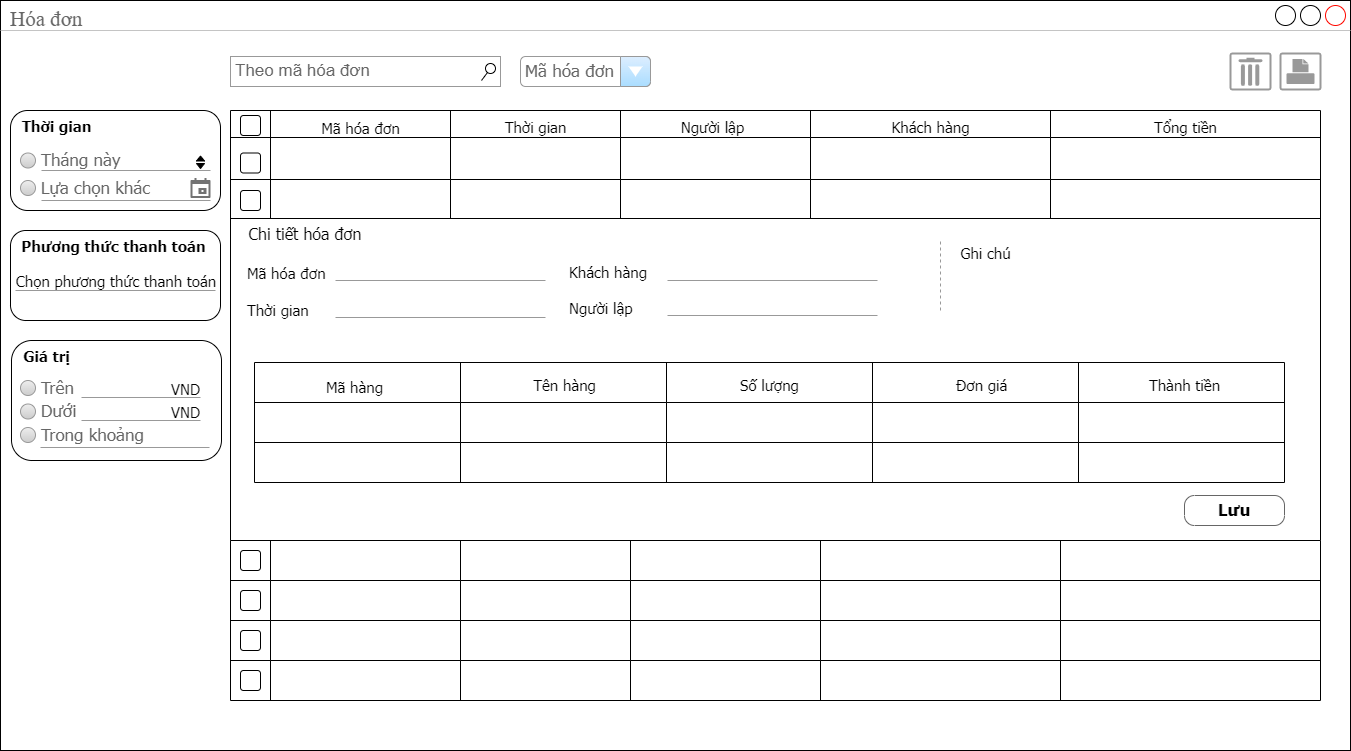 Hóa đơn
Theo mã hóa đơn
Mã hóa đơn
Thời gian
Tháng này
Lựa chọn khác
Phương thức thanh toán
Chọn phương thức thanh toán
Giá trị
Trên VND
Dưới VND
Trong khoảng
Mã hóa đơn Thời gian Người lập Khách hàng Tổng tiền
Chi tiết hóa đơn
Mã hóa đơn Khách hàng
Thời gian Người lập
Ghi chú
Mã hàng Tên hàng Số lượng Đơn giá Thành tiền
Lưu